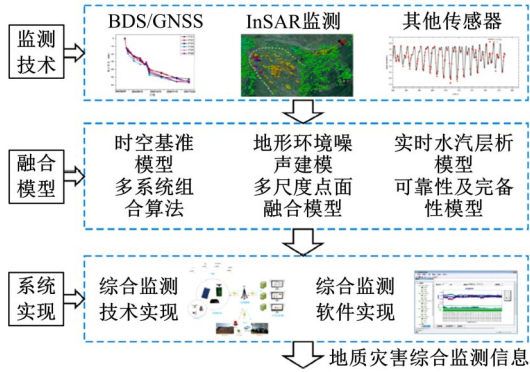 监测
技术
BDS/GNSS
InSAR监测
其他传感器
融合
模型
时空基准
模型
多系统组
合算法
地形环境噪
声建模
多尺度点面
融合模型
实时水汽层析
模型
可靠性及完备
性模型
系统
实现
综合监测
技术实现
综合监测
软件实现
地质灾害综合监测信息